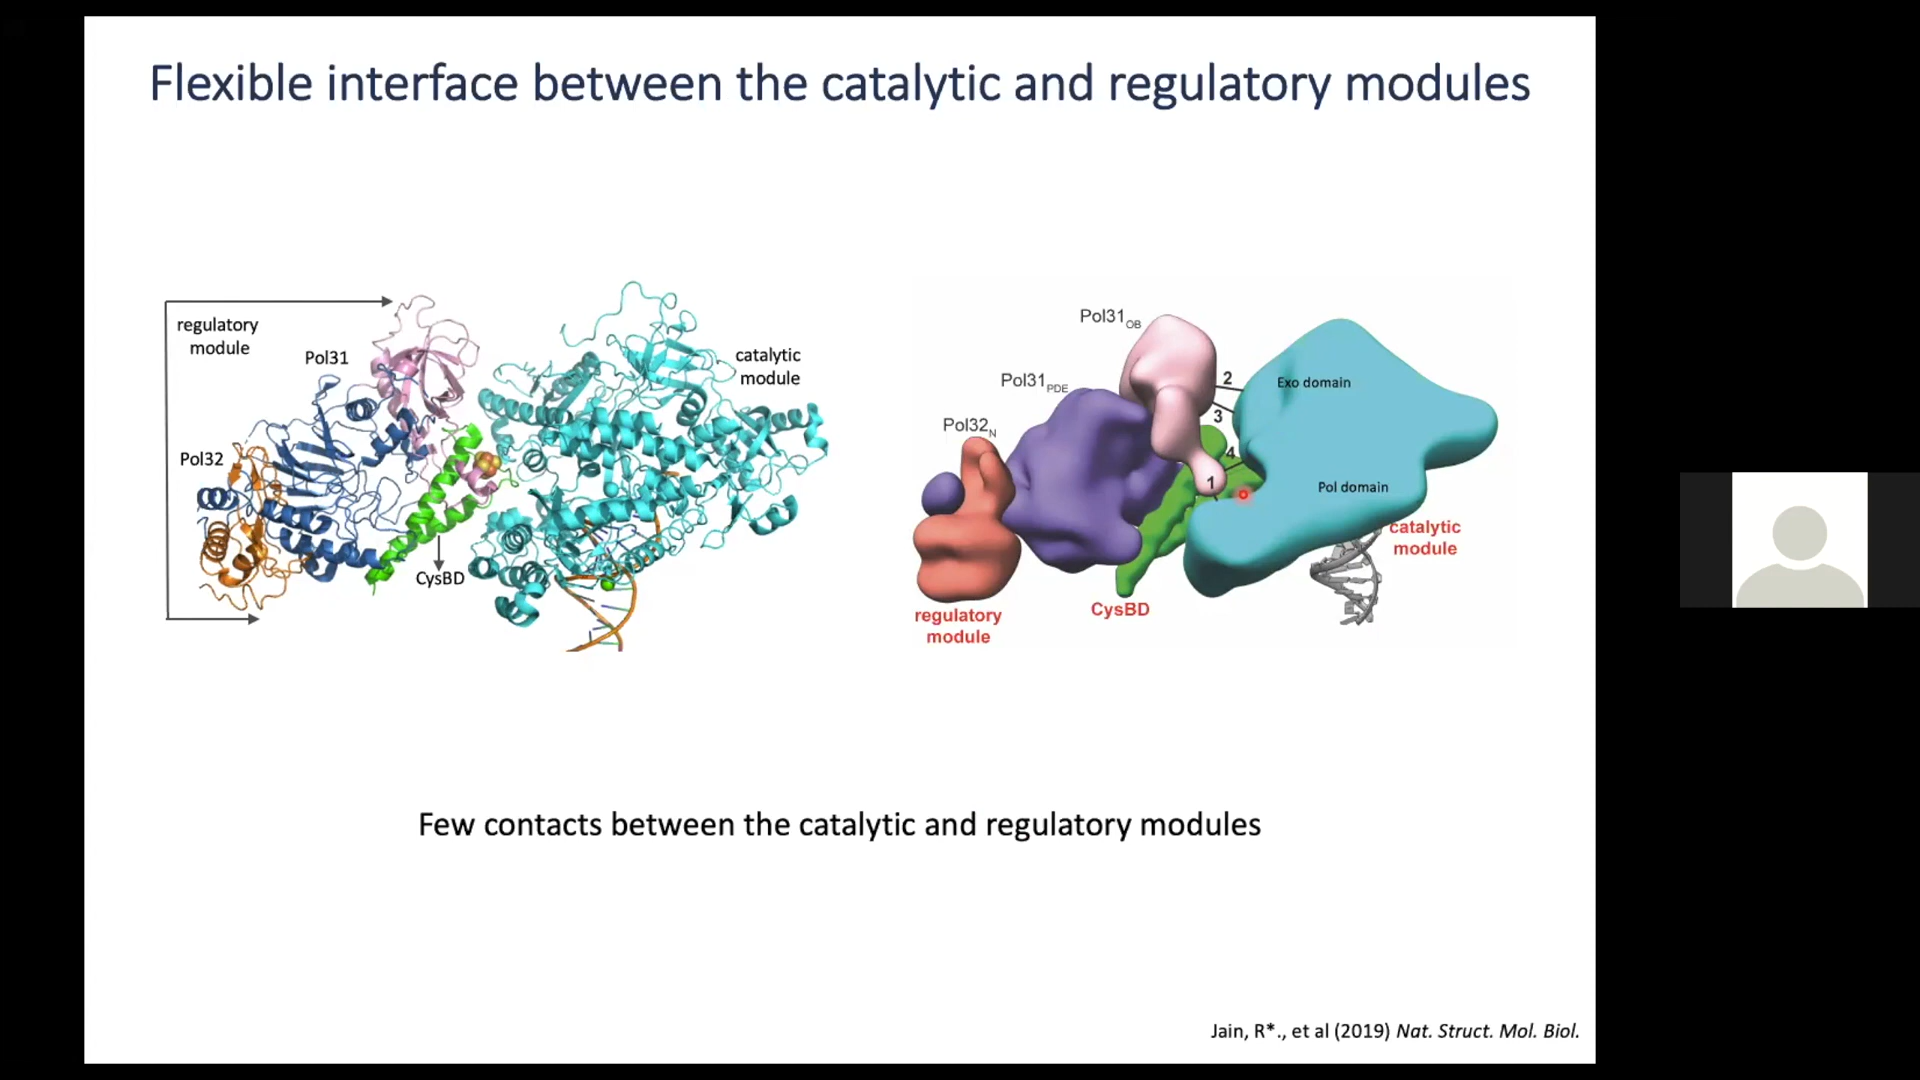 Flexible interface between the catalytic and regulatory modules
regulatory
module
Pol31
Pol32
CysBD
catalytic
module
Pol31OB
Pol31PDE
Pol32N
2
3
4
1
Exo domain
Pol domain
catalytic
module
CysBD
regulatory
module
Few contacts between the catalytic and regulatory modules
Jain, R*., et al (2019) Nat. Struct. Mol. Biol.